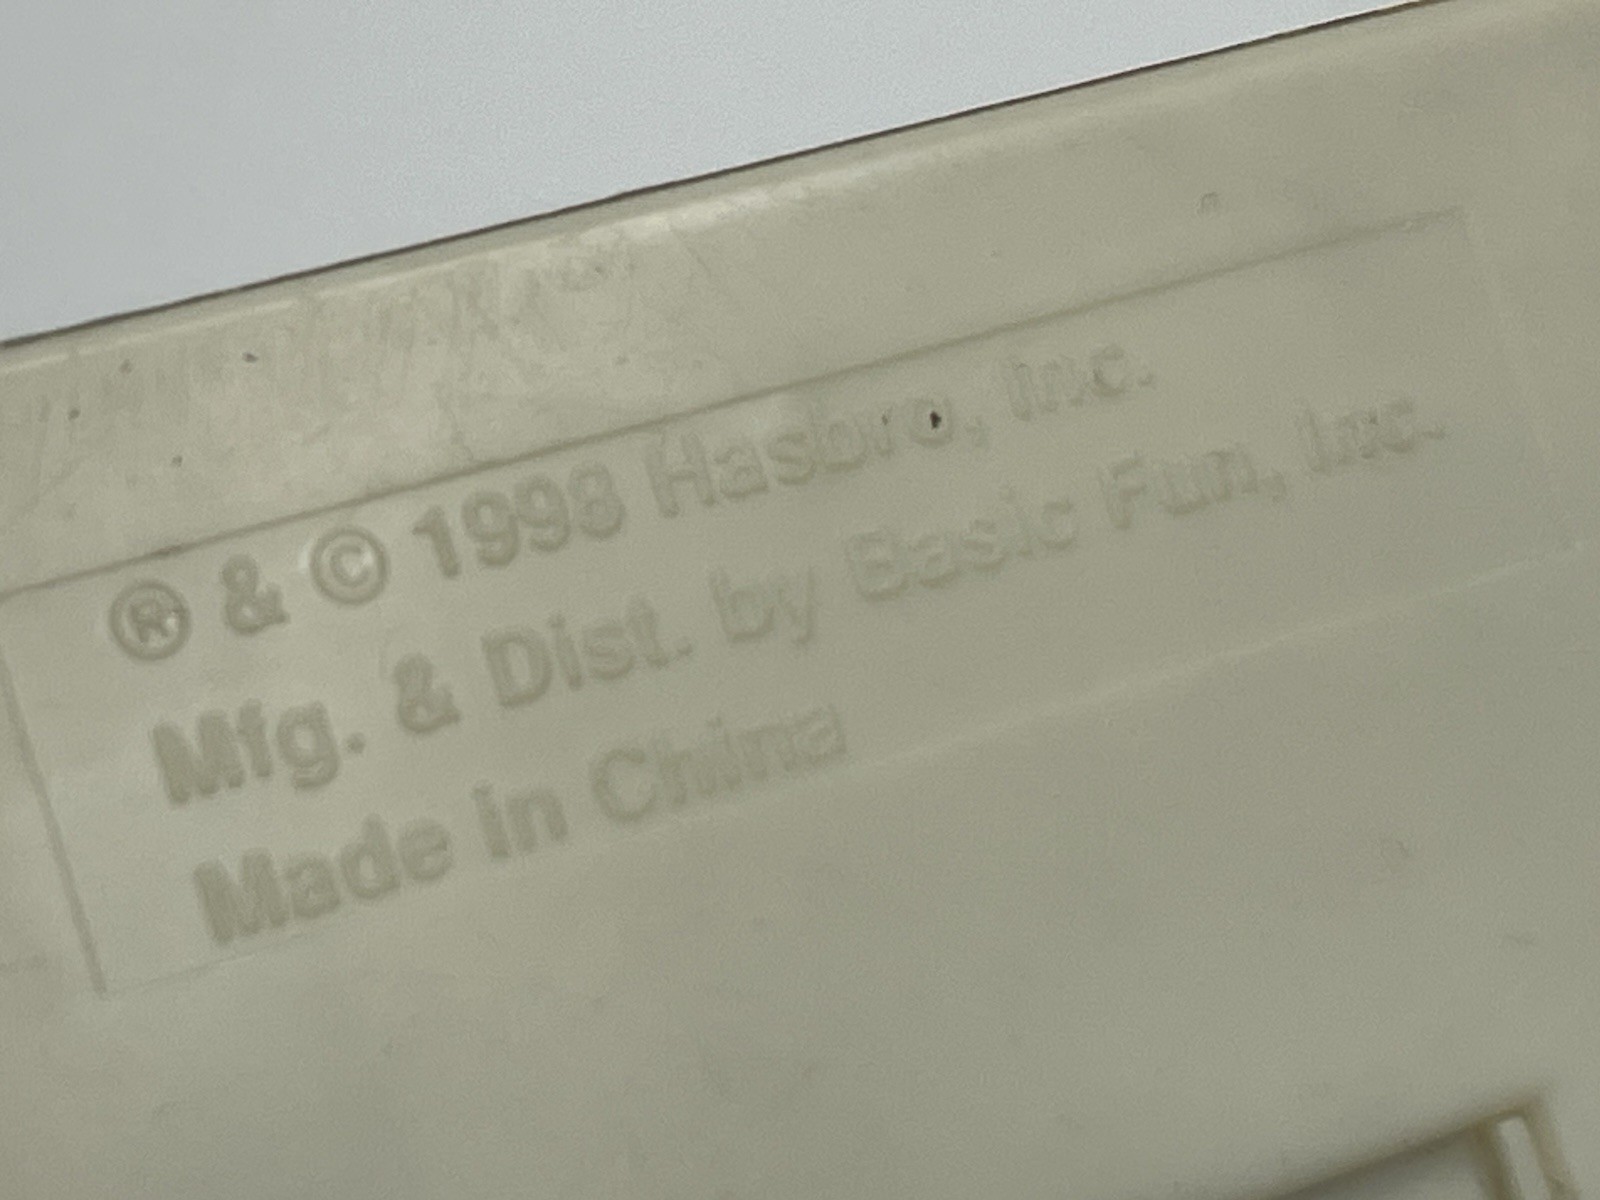 ® & © 1998 Hasbro, Inc.
Mfg. & Dist. by Basic Fun, Inc.
Made in China